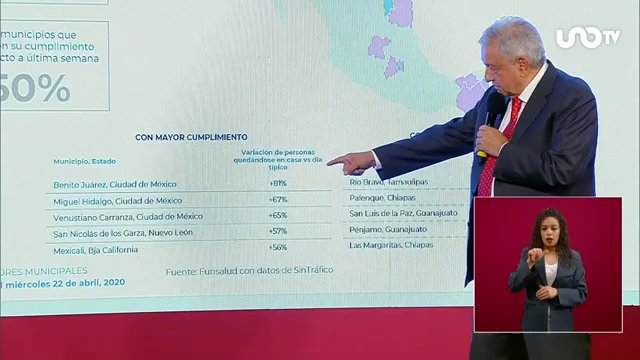 UNOTV
municipios que
n su cumplimiento
cto a última semana
50%
CON MAYOR CUMPLIMIENTO
Municipio, Estado
Variación de personas
quedándose en casa vs día
típico
Benito Juárez, Ciudad de México +81%
Miguel Hidalgo, Ciudad de México +67%
Venustiano Carranza, Ciudad de México +65%
San Nicolás de los Garza, Nuevo León +57%
Mexicali, Bja California +56%
Río Bravo, Tamaulipas
Palenque, Chiapas
San Luis de la Paz, Guanajuato
Pénjamo, Guanajuato
Las Margaritas, Chiapas
ORES MUNICIPALES
l miércoles 22 de abril, 2020
Fuente: Funsalud con datos de SinTráfico